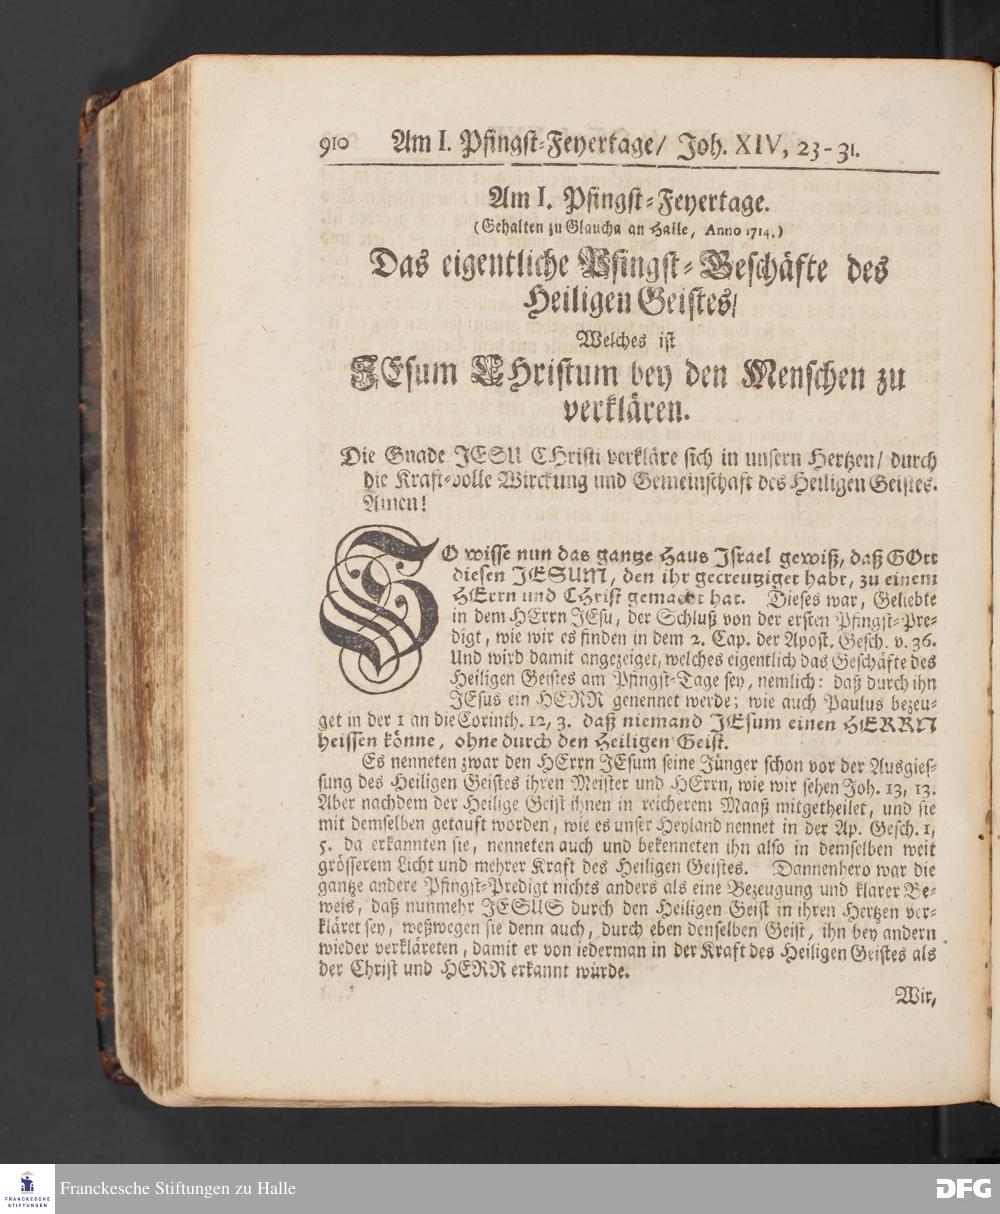 910 Am I. Pfingst-Feyertage/ Joh. XIV, 23-31.
Am I. Pfingst-Feyertage.
(Gehalten zu Glaucha an Halle, Anno 1714.)
Das eigentliche Pfingst-Geschäfte des
Heiligen Geistes/
Welches ist
JEsum CHristum bey den Menschen zu
verklären.
Die Gnade JESU CHristi verkläre sich in unsern Hertzen/ durch
die Kraft-volle Wirckung und Gemeinschaft des Heiligen Geistes.
Amen!
SO wisse nun das gantze Haus Israel gewiß, daß GOtt
diesen JESUM, den ihr gecreutziget habt, zu einem
HErrn und CHrist gemacht hat. Dieses war, Geliebte
in dem HErrn JEsu, der Schluß von der ersten Pfingst-Pre-
digt, wie wir es finden in dem 2. Cap. der Apost. Gesch. v. 36.
Und wird damit angezeiget, welches eigentlich das Geschäfte des
Heiligen Geistes am Pfingst-Tage sey, nemlich: daß durch ihn
JEsus ein HERR genennet werde; wie auch Paulus bezeu-
get in der 1 an die Corinth. 12, 3. daß niemand JEsum einen HERRN
heissen könne, ohne durch den Heiligen Geist.
Es nenneten zwar den HErrn JEsum seine Jünger schon vor der Ausgies-
sung des Heiligen Geistes ihren Meister und HErrn, wie wir sehen Joh. 13, 13.
Aber nachdem der Heilige Geist ihnen in reicherem Maaß mitgetheilet, und sie
mit demselben getauft worden, wie es unser Heyland nennet in der Ap. Gesch. 1,
5. da erkannten sie, nenneten auch und bekenneten ihn also in demselben weit
grösserem Licht und mehrer Kraft des Heiligen Geistes. Dannenhero war die
gantze andere Pfingst-Predigt nichts anders als eine Bezeugung und klarer Be-
weis, daß nunmehr JESUS durch den Heiligen Geist in ihren Hertzen ver-
kläret sey, weßwegen sie denn auch, durch eben denselben Geist, ihn bey andern
wieder verkläreten, damit er von iederman in der Kraft des Heiligen Geistes als
der Christ und HERR erkannt würde.
Wir,
FRANCKESCHE
STIFTUNGEN
Franckesche Stiftungen zu Halle
DFG